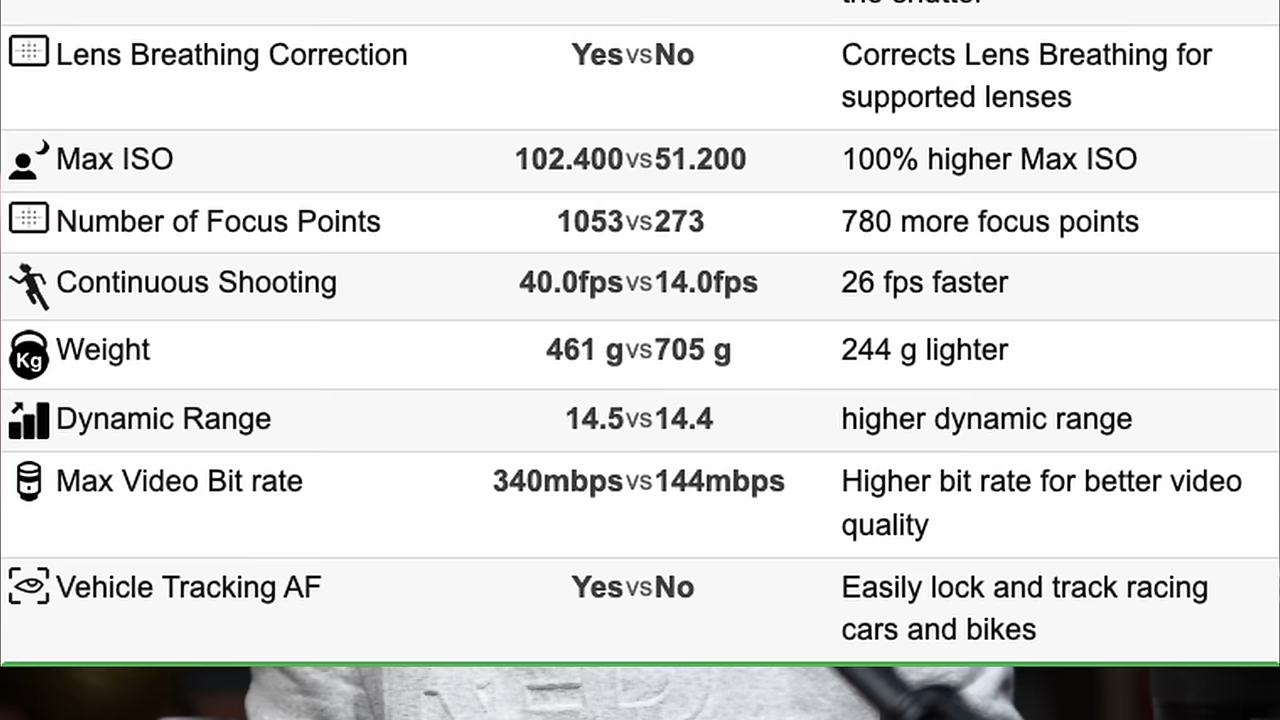 the shutter
Lens Breathing Correction YesvsNo Corrects Lens Breathing for
supported lenses
Max ISO 102.400vs51.200 100% higher Max ISO
Number of Focus Points 1053vs273 780 more focus points
Continuous Shooting 40.0fpsvs14.0fps 26 fps faster
Kg Weight 461 gvs705 g 244 g lighter
Dynamic Range 14.5vs14.4 higher dynamic range
Max Video Bit rate 340mbpsvs144mbps Higher bit rate for better video
quality
Vehicle Tracking AF YesvsNo Easily lock and track racing
cars and bikes